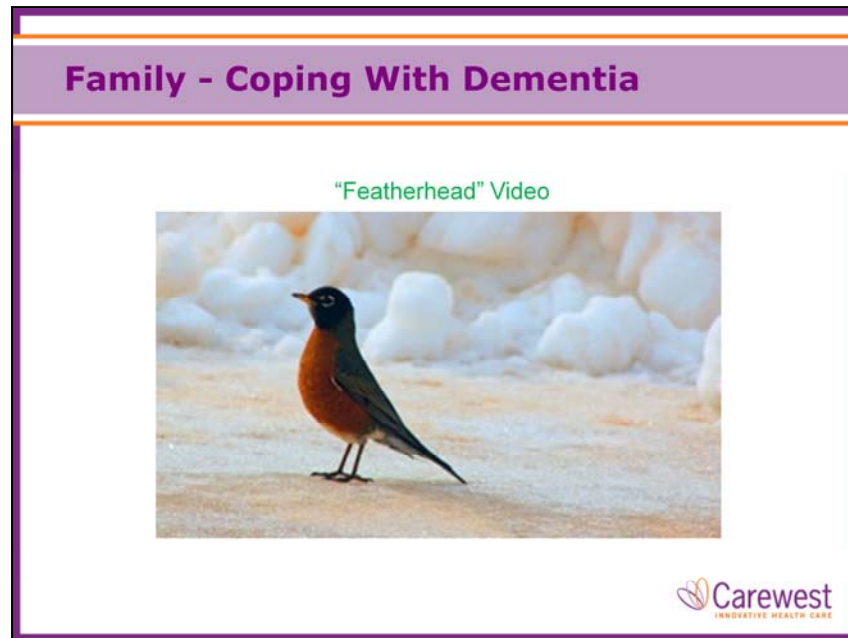 Family - Coping With Dementia
“Featherhead” Video
Carewest
INNOVATIVE HEALTH CARE